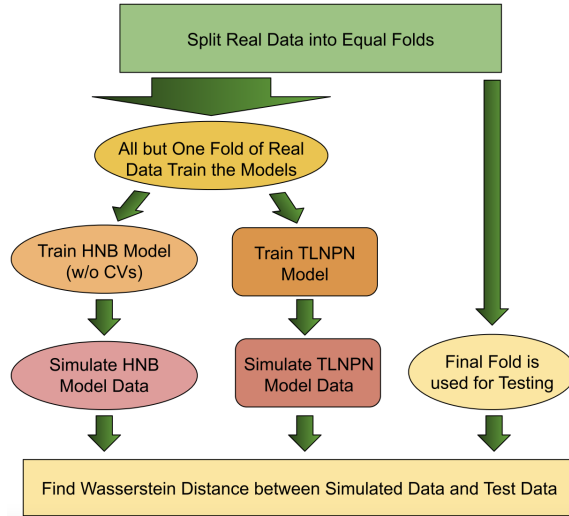 Split Real Data into Equal Folds
All but One Fold of Real
Data Train the Models
Train HNB Model
(w/o CVs)
Train TLNPN
Model
Simulate HNB
Model Data
Simulate TLNPN
Model Data
Final Fold is
used for Testing
Find Wasserstein Distance between Simulated Data and Test Data